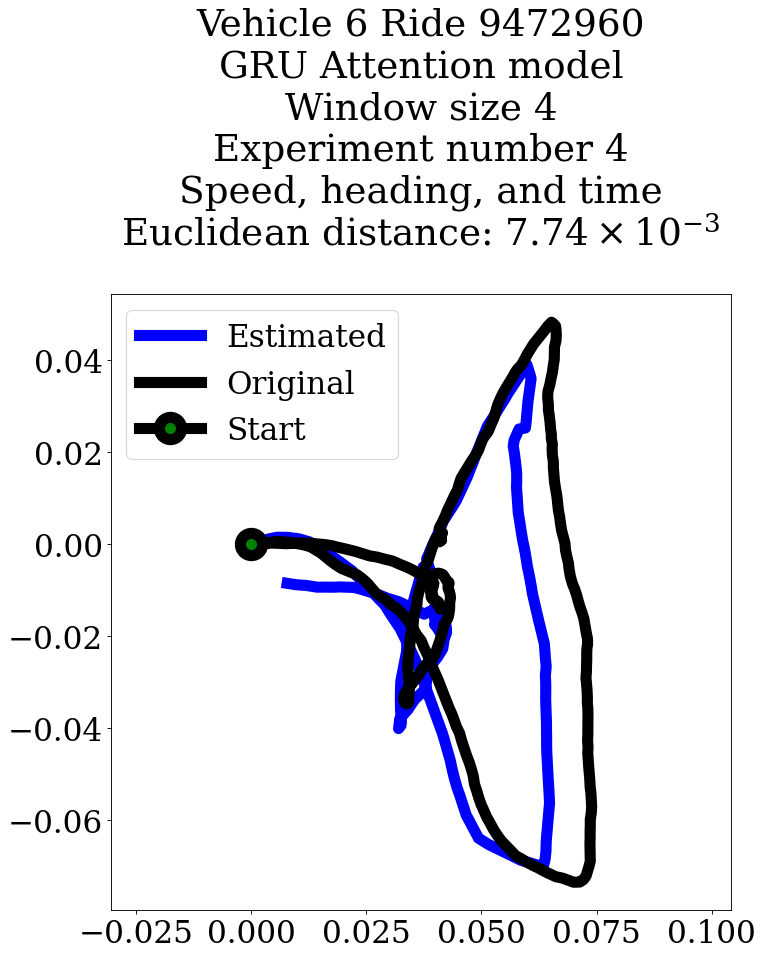 Vehicle 6 Ride 9472960
GRU Attention model
Window size 4
Experiment number 4
Speed, heading, and time
Euclidean distance: 7.74 × 10⁻³
Estimated
Original
Start
0.04
0.02
0.00
−0.02
−0.04
−0.06
−0.025 0.000 0.025 0.050 0.075 0.100